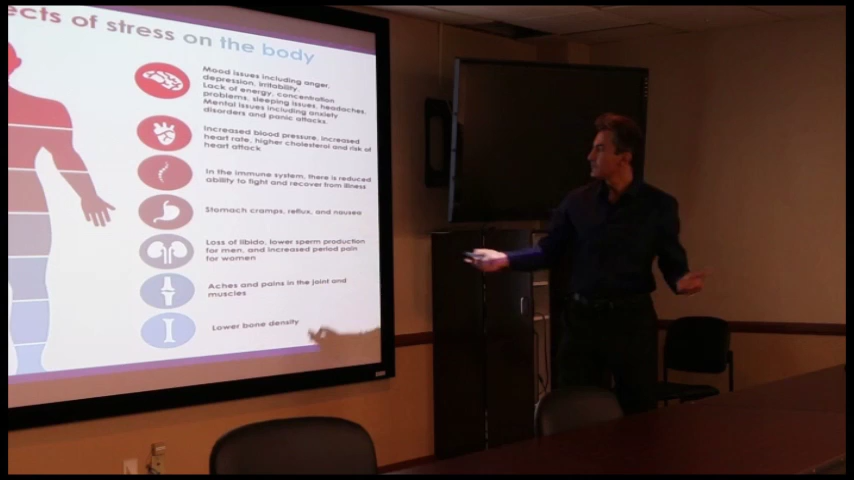 ects of stress on the body
Mood issues including anger,
depression, irritability.
Lack of energy, concentration
problems, sleeping issues, headaches,
Mental issues including anxiety
disorders and panic attacks.
Increased blood pressure, increased
heart rate, higher cholesterol and risk of
heart attack
In the immune system, there is reduced
ability to fight and recover from illness
Stomach cramps, reflux, and nausea
Loss of libido, lower sperm production
for men, and increased period pain
for women
Aches and pains in the joint and
muscles
Lower bone density